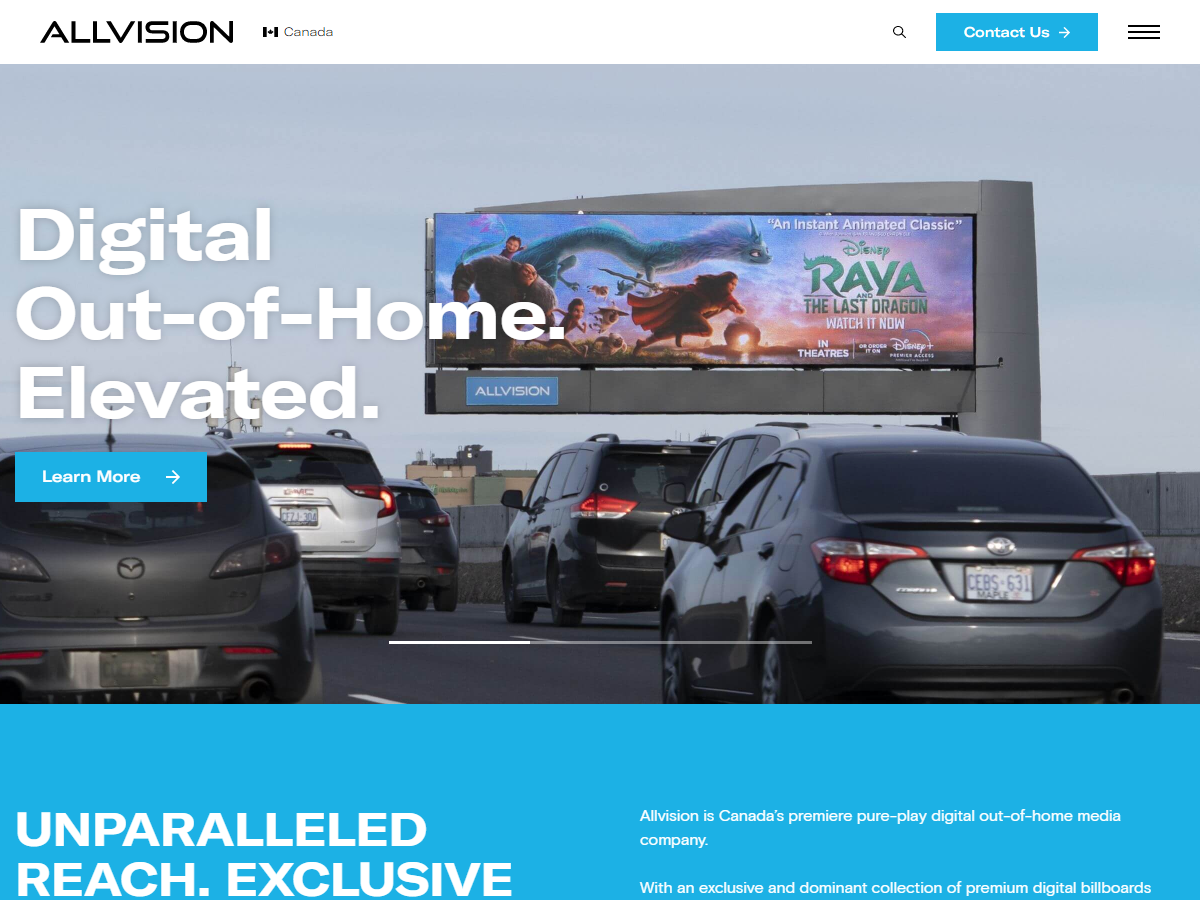 ALLVISION
Canada
Contact Us
"An Instant Animated Classic"
Disney
RAYA
AND
THE LAST DRAGON
WATCH IT NOW
IN
THEATRES
OR ORDER
IT ON
Disney+
PREMIER ACCESS
ALLVISION
Digital
Out-of-Home.
Elevated.
Learn More
GMC
CEBS·631
UNPARALLELED
REACH. EXCLUSIVE
Allvision is Canada's premiere pure-play digital out-of-home media
company.
With an exclusive and dominant collection of premium digital billboards